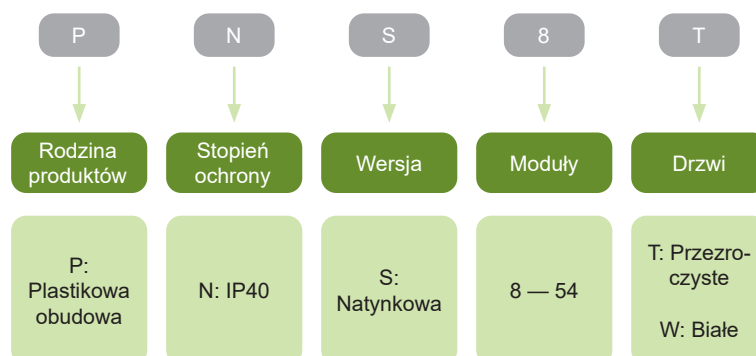 P N S 8 T
Rodzina produktów
Stopień ochrony
Wersja
Moduły
Drzwi
P:
Plastikowa
obudowa
N: IP40
S:
Natynkowa
8 — 54
T: Przezro-
czyste
W: Białe